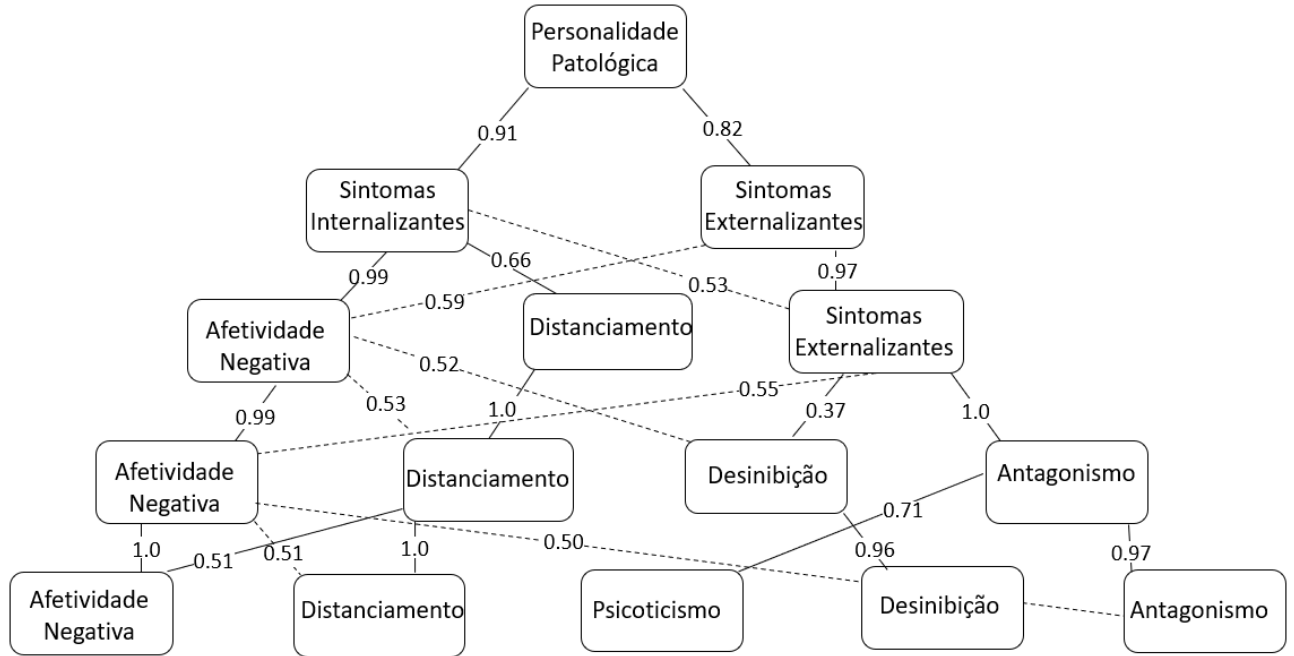 Personalidade
Patológica
0.91
0.82
Sintomas
Internalizantes
Sintomas
Externalizantes
0.99
0.66
0.59
0.53
0.97
Afetividade
Negativa
Distanciamento
Sintomas
Externalizantes
0.99
0.53
0.52
1.0
0.55
0.37
1.0
Afetividade
Negativa
Distanciamento
Desinibição
Antagonismo
1.0
0.51
0.51
1.0
0.50
0.71
0.96
0.97
Afetividade
Negativa
Distanciamento
Psicoticismo
Desinibição
Antagonismo